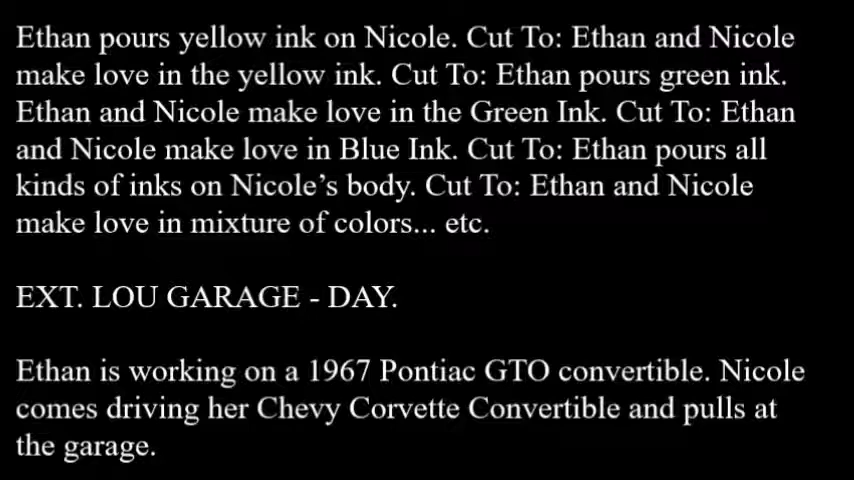 Ethan pours yellow ink on Nicole. Cut To: Ethan and Nicole
make love in the yellow ink. Cut To: Ethan pours green ink.
Ethan and Nicole make love in the Green Ink. Cut To: Ethan
and Nicole make love in Blue Ink. Cut To: Ethan pours all
kinds of inks on Nicole’s body. Cut To: Ethan and Nicole
make love in mixture of colors... etc.
EXT. LOU GARAGE - DAY.
Ethan is working on a 1967 Pontiac GTO convertible. Nicole
comes driving her Chevy Corvette Convertible and pulls at
the garage.